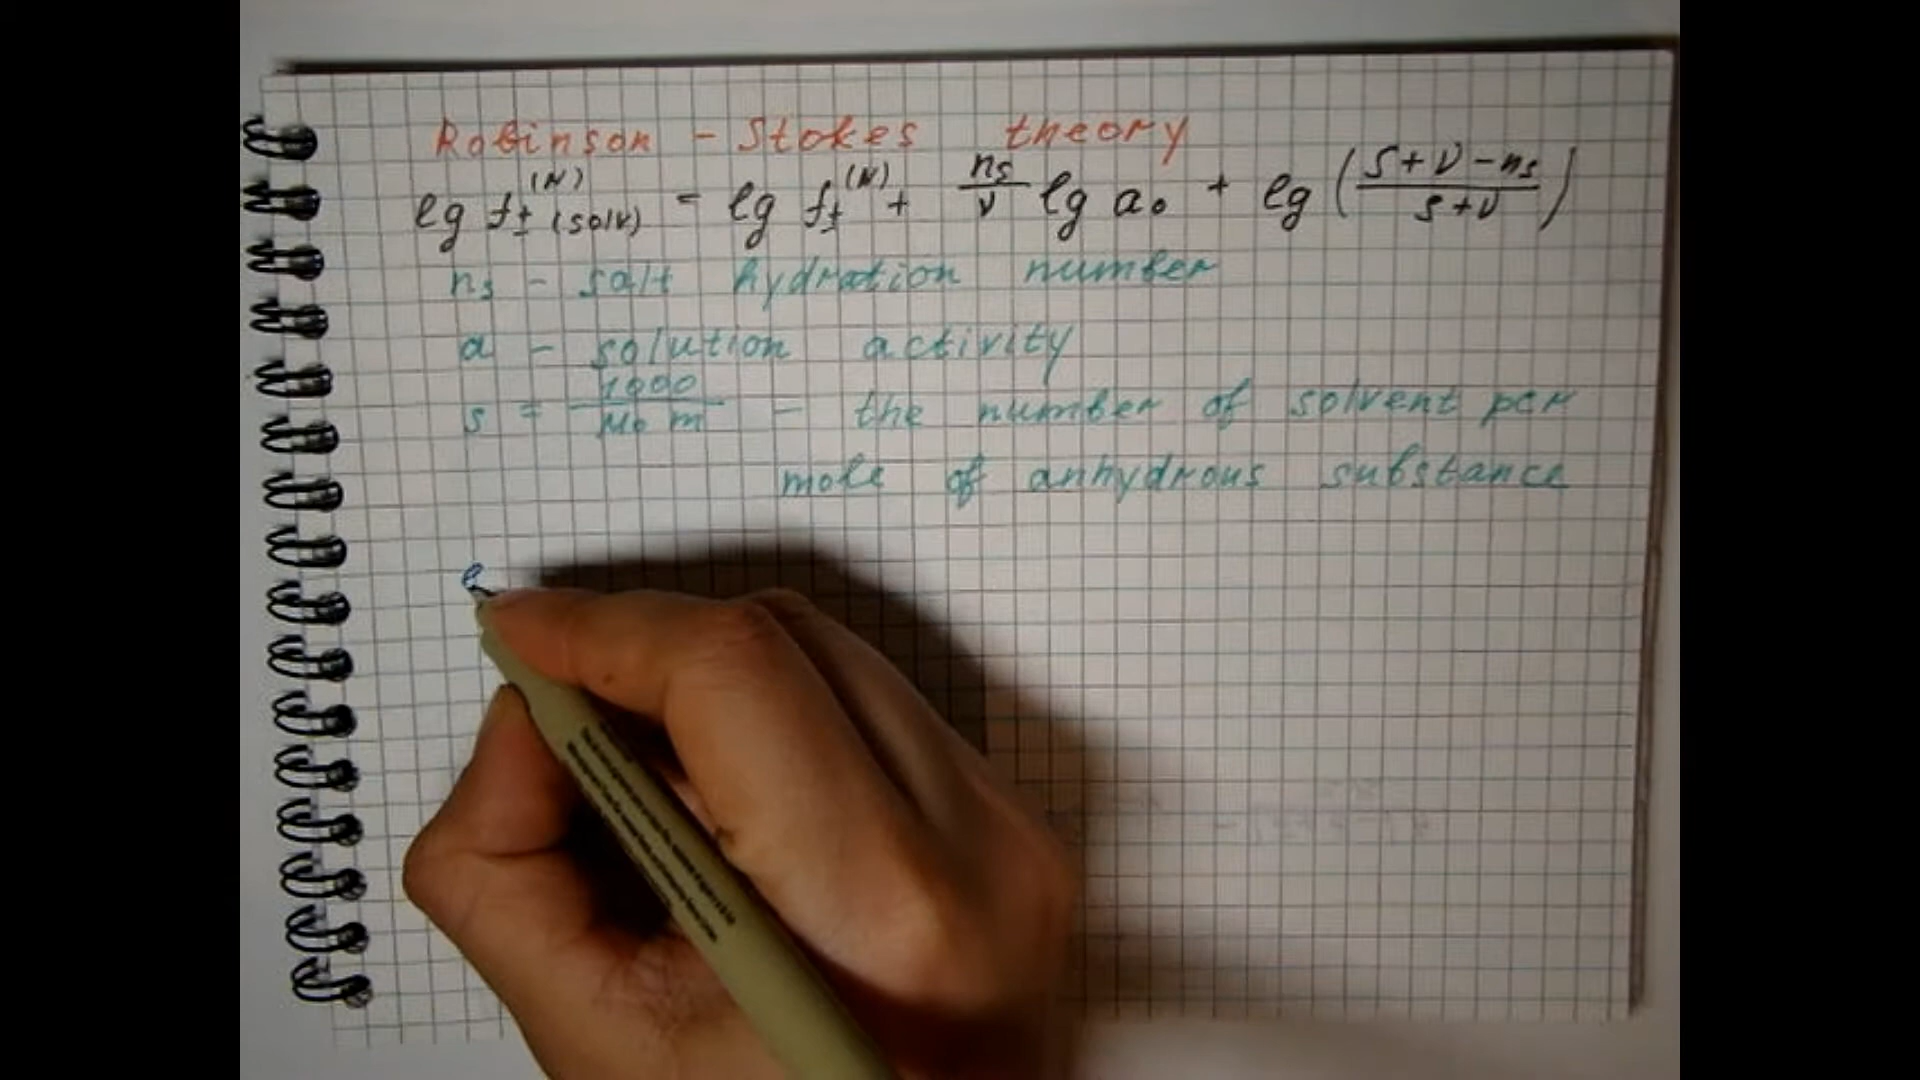 Robinson - Stokes theory
lg f±(solv)^(N) = lg f±^(N) + ns/ν lg a₀ + lg (S+ν-ns / S+ν)
ns - salt hydration number
a - solution activity
s = 1000 / M₀ m - the number of solvent per
mole of anhydrous substance